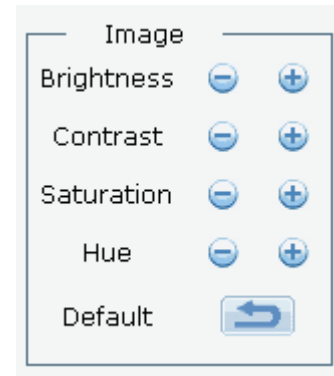 Image
Brightness
Contrast
Saturation
Hue
Default